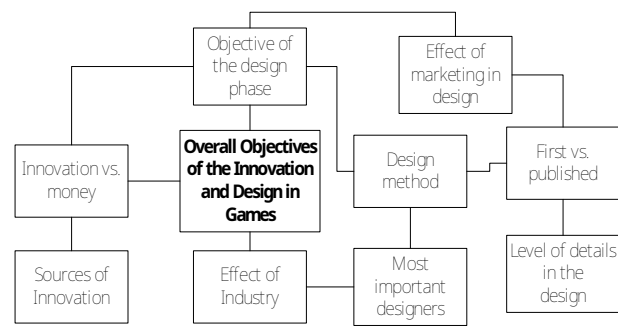 Objective of
the design
phase
Effect of
marketing in
design
Overall Objectives
of the Innovation
and Design in
Games
Innovation vs.
money
Design
method
First vs.
published
Sources of
Innovation
Effect of
Industry
Most
important
designers
Level of details
in the
design